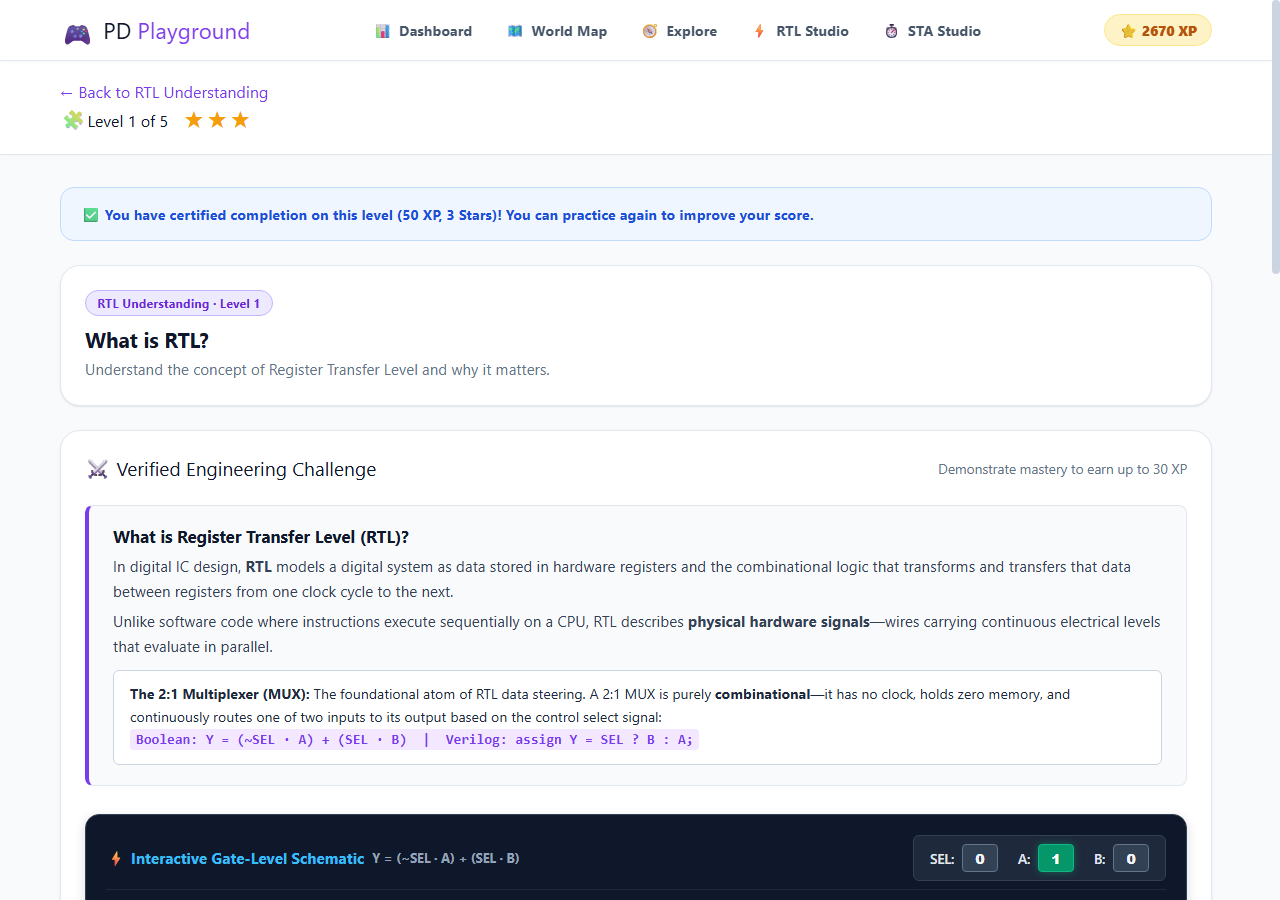 PD Playground
Dashboard
World Map
Explore
RTL Studio
STA Studio
2670 XP
← Back to RTL Understanding
Level 1 of 5 ★ ★ ★
You have certified completion on this level (50 XP, 3 Stars)! You can practice again to improve your score.
RTL Understanding · Level 1
What is RTL?
Understand the concept of Register Transfer Level and why it matters.
Verified Engineering Challenge
Demonstrate mastery to earn up to 30 XP
What is Register Transfer Level (RTL)?
In digital IC design, RTL models a digital system as data stored in hardware registers and the combinational logic that transforms and transfers that data
between registers from one clock cycle to the next.
Unlike software code where instructions execute sequentially on a CPU, RTL describes physical hardware signals—wires carrying continuous electrical levels
that evaluate in parallel.
The 2:1 Multiplexer (MUX): The foundational atom of RTL data steering. A 2:1 MUX is purely combinational—it has no clock, holds zero memory, and
continuously routes one of two inputs to its output based on the control select signal:
Boolean: Y = (~SEL · A) + (SEL · B) | Verilog: assign Y = SEL ? B : A;
Interactive Gate-Level Schematic Y = (~SEL · A) + (SEL · B)
SEL: 0 A: 1 B: 0